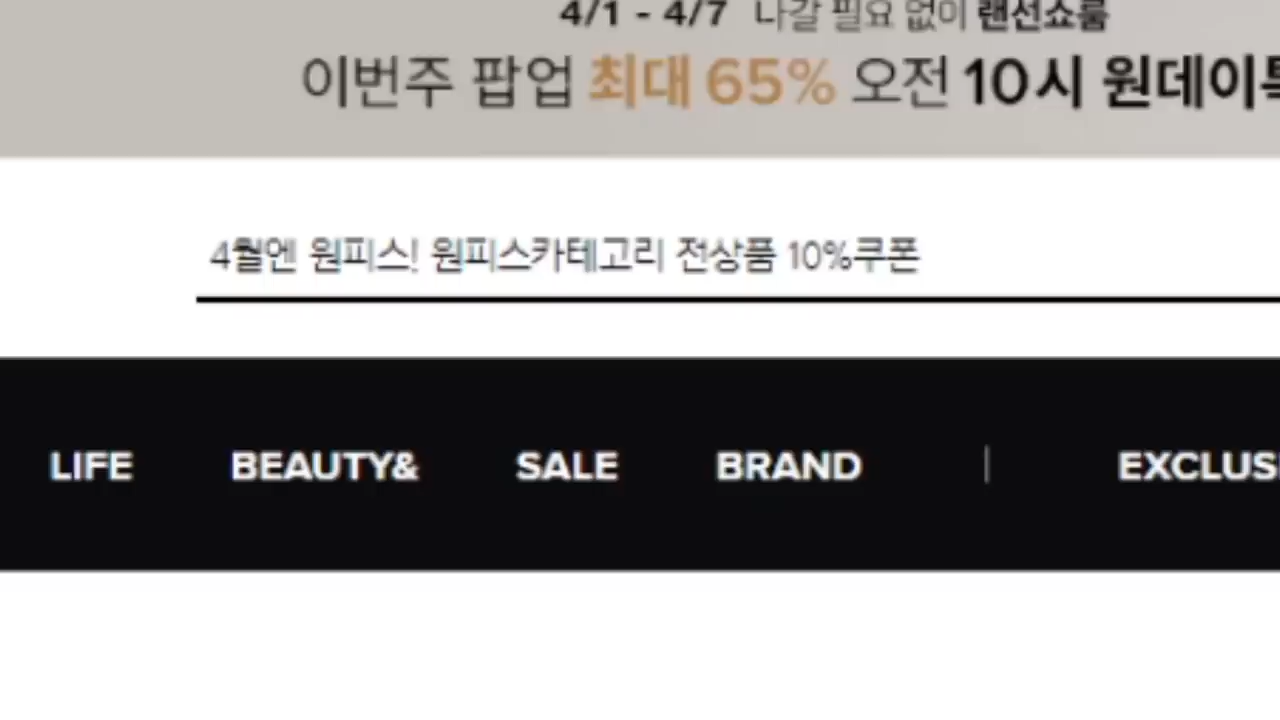 4/1 - 4/7 나갈 필요 없이 랜선쇼룸
이번주 팝업 최대 65% 오전 10시 원데이
4월엔 원피스! 원피스카테고리 전상품 10%쿠폰
LIFE BEAUTY& SALE BRAND | EXCLUSI